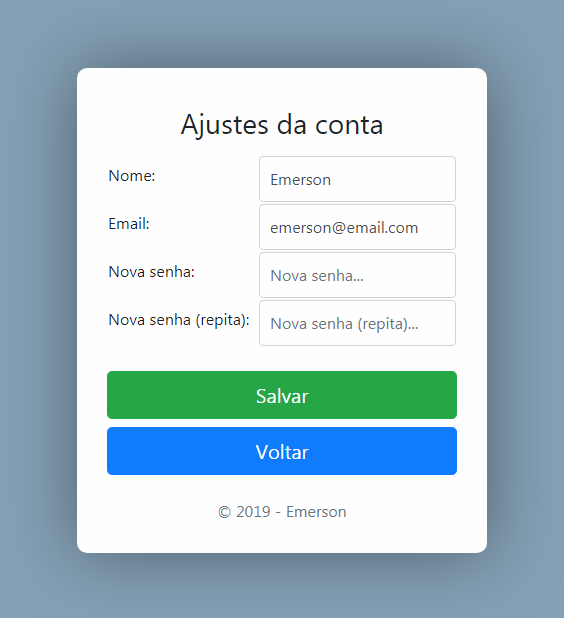 Ajustes da conta
Nome: Emerson
Email: emerson@email.com
Nova senha: Nova senha...
Nova senha (repita): Nova senha (repita)...
Salvar
Voltar
© 2019 - Emerson